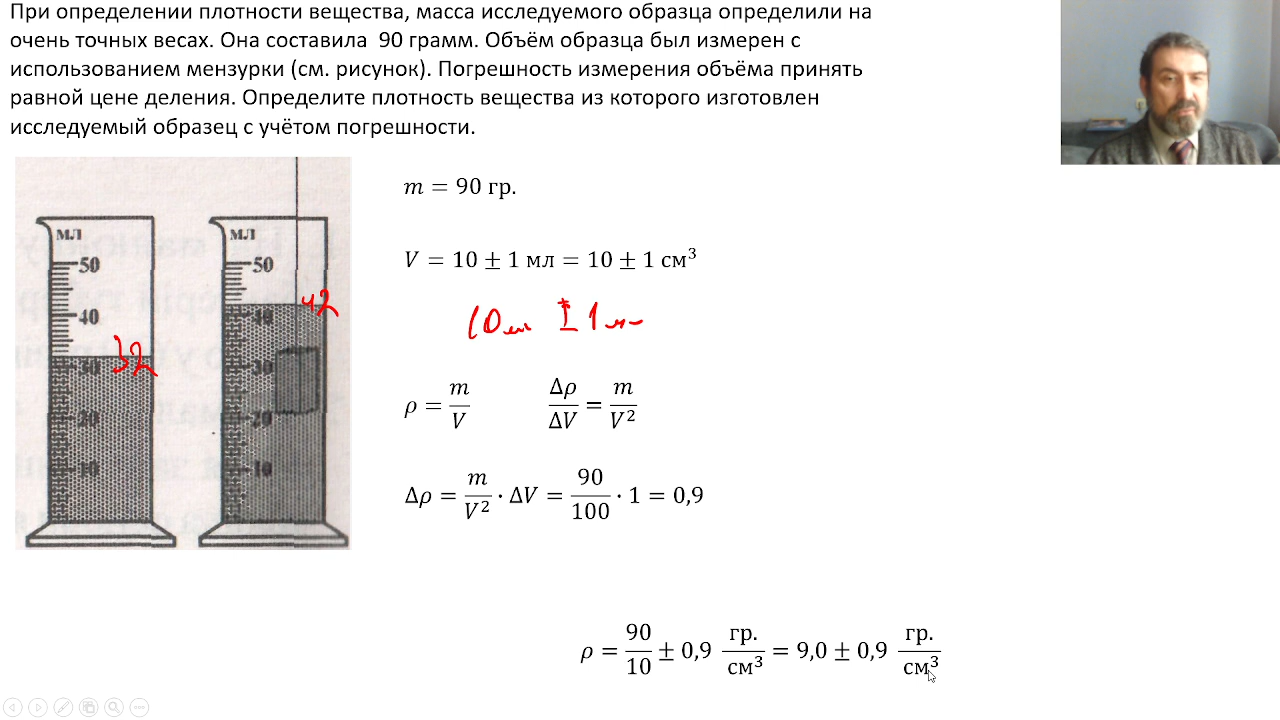 При определении плотности вещества, масса исследуемого образца определили на
очень точных весах. Она составила 90 грамм. Объём образца был измерен с
использованием мензурки (см. рисунок). Погрешность измерения объёма принять
равной цене деления. Определите плотность вещества из которого изготовлен
исследуемый образец с учётом погрешности.
мл
50
40
32
30
20
10
мл
50
42
40
30
20
10
m = 90 гр.
V = 10 ± 1 мл = 10 ± 1 см³
10 мл ± 1 мл
ρ = m/V Δρ/ΔV = m/V²
Δρ = m/V² · ΔV = 90/100 · 1 = 0,9
ρ = 90/10 ± 0,9 гр./см³ = 9,0 ± 0,9 гр./см³